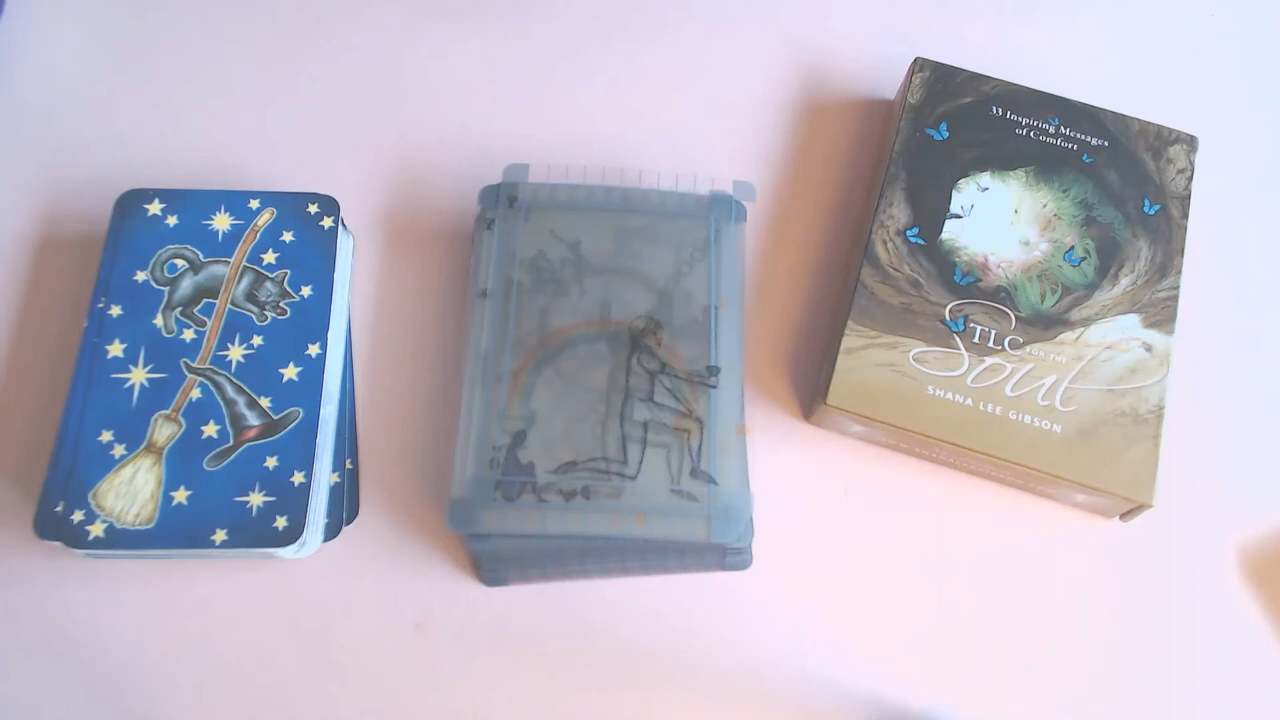 33 Inspiring Messages
of Comfort
TLC FOR THE
Soul
SHANA LEE GIBSON